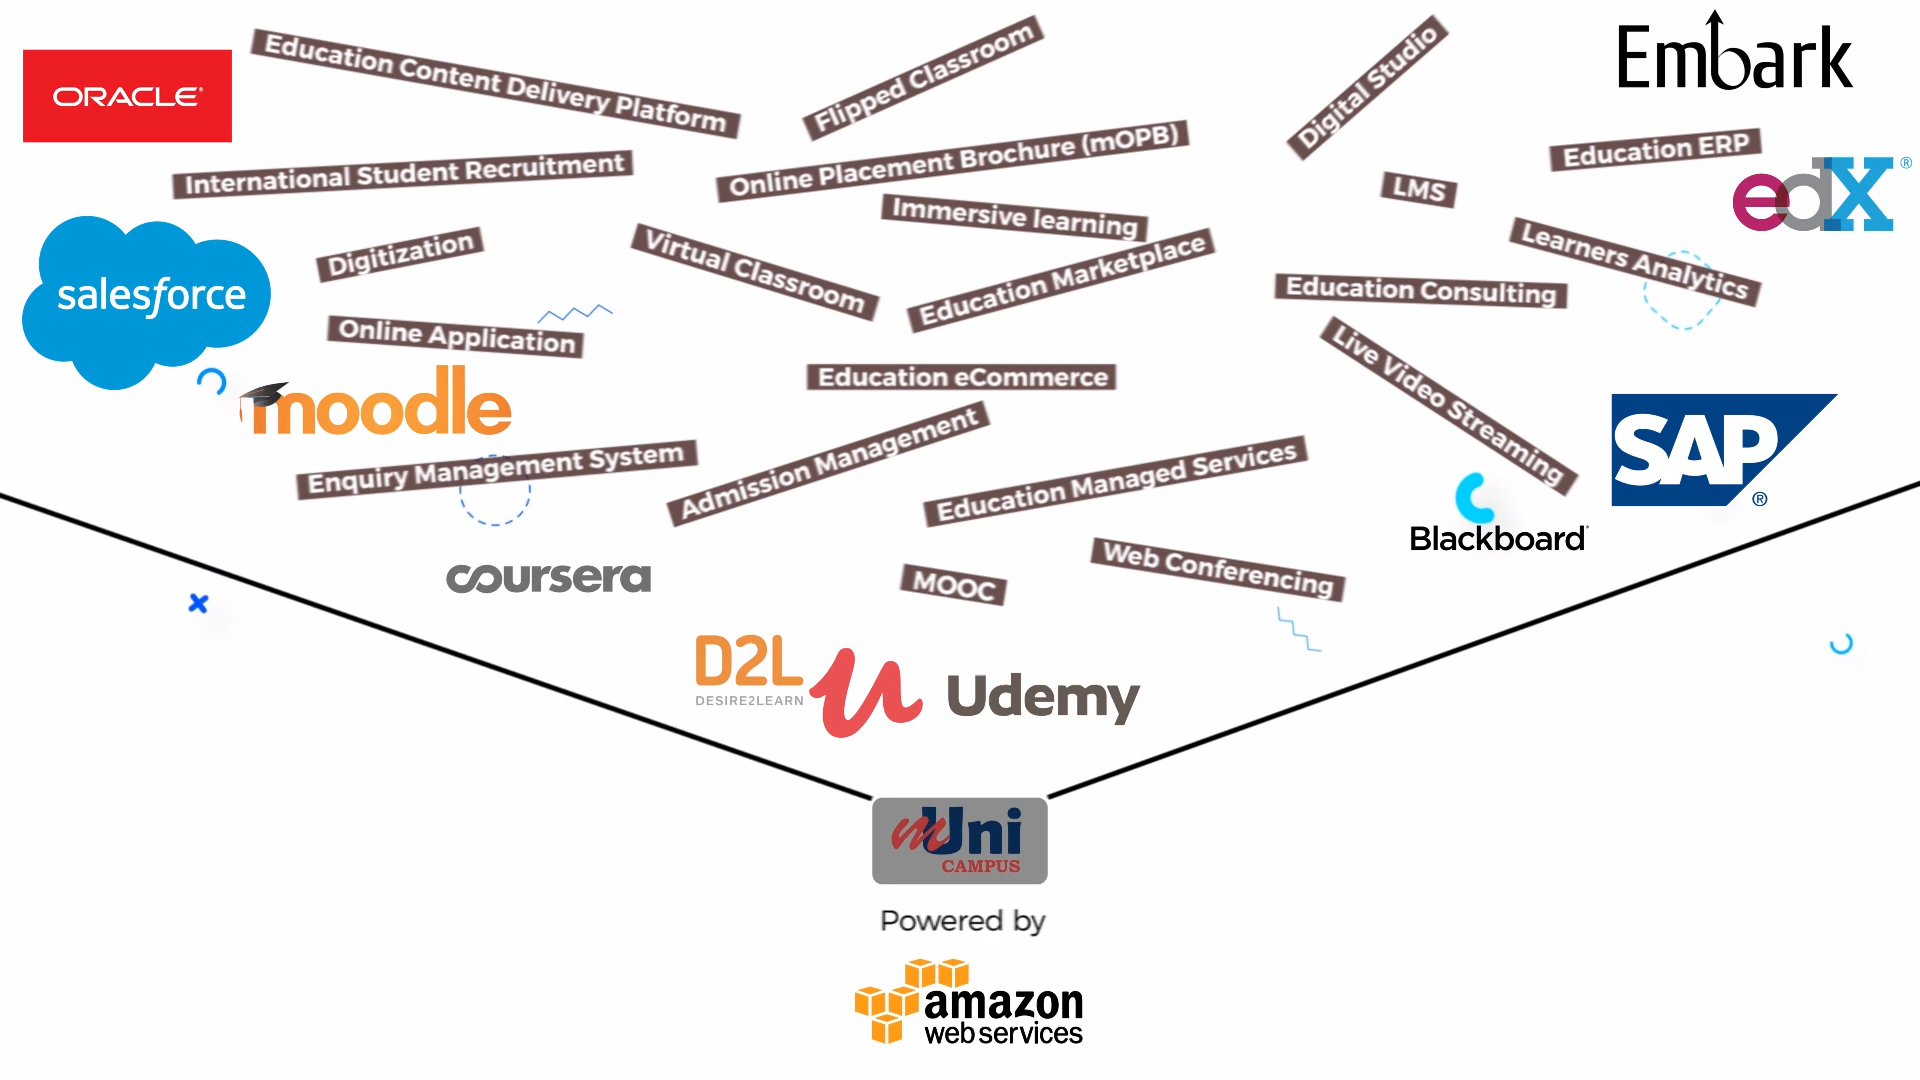 ORACLE
Education Content Delivery Platform
Flipped Classroom
Digital Studio
Embark
International Student Recruitment
Online Placement Brochure (mOPB)
LMS
Education ERP
edX®
Immersive learning
Digitization
Virtual Classroom
Education Marketplace
Learners Analytics
salesforce
Education Consulting
Online Application
Education eCommerce
Live Video Streaming
moodle
Enquiry Management System
Admission Management
Education Managed Services
SAP®
Blackboard
coursera
MOOC
Web Conferencing
D2L
DESIRE2LEARN
Udemy
mUni
CAMPUS
Powered by
amazon
web services